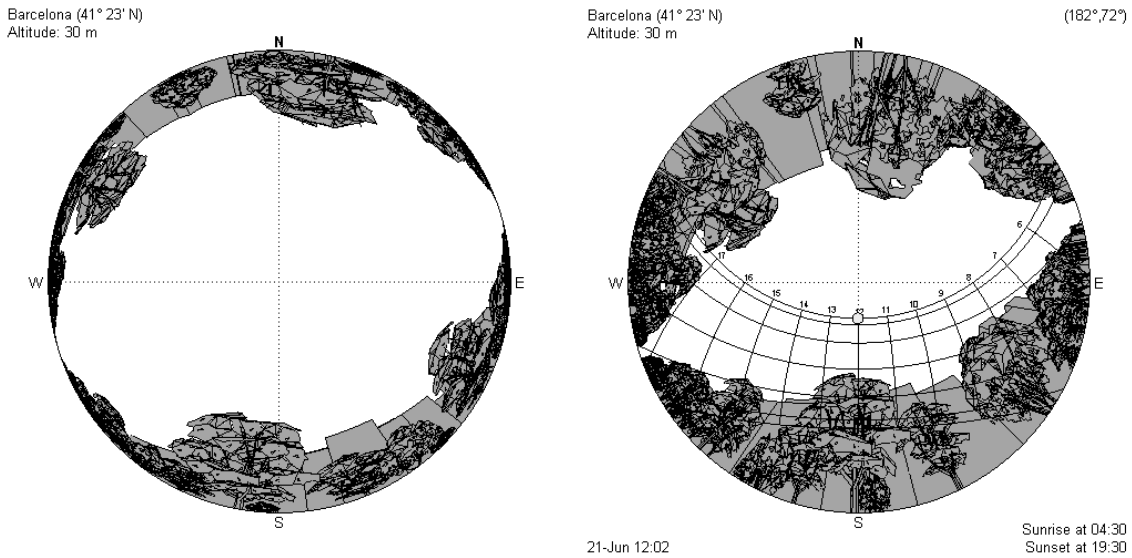 Barcelona (41° 23' N)
Altitude: 30 m
N
W
E
S
Barcelona (41° 23' N)
Altitude: 30 m
(182°,72°)
N
6
7
8
9
10
11
12
13
14
15
16
17
W
E
S
21-Jun 12:02
Sunrise at 04:30
Sunset at 19:30